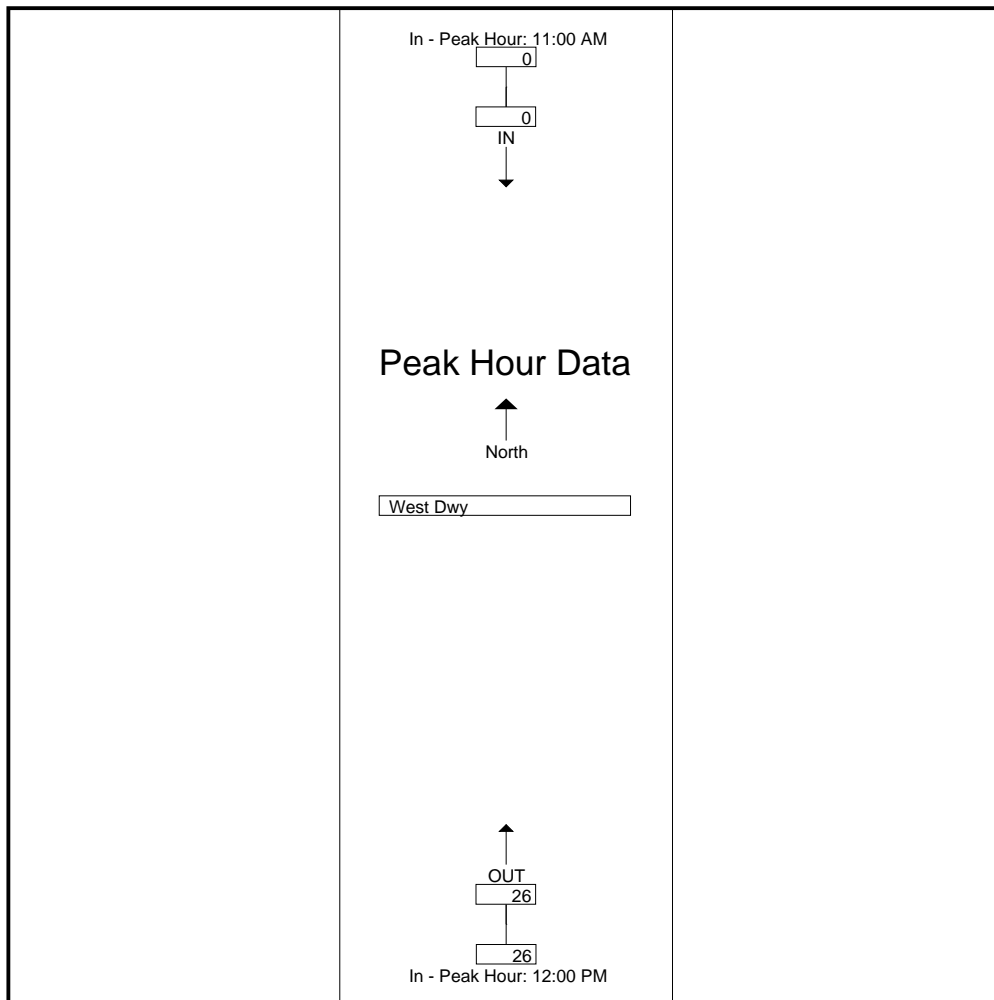 In - Peak Hour: 11:00 AM
0
0
IN
Peak Hour Data
North
West Dwy
OUT
26
26
In - Peak Hour: 12:00 PM